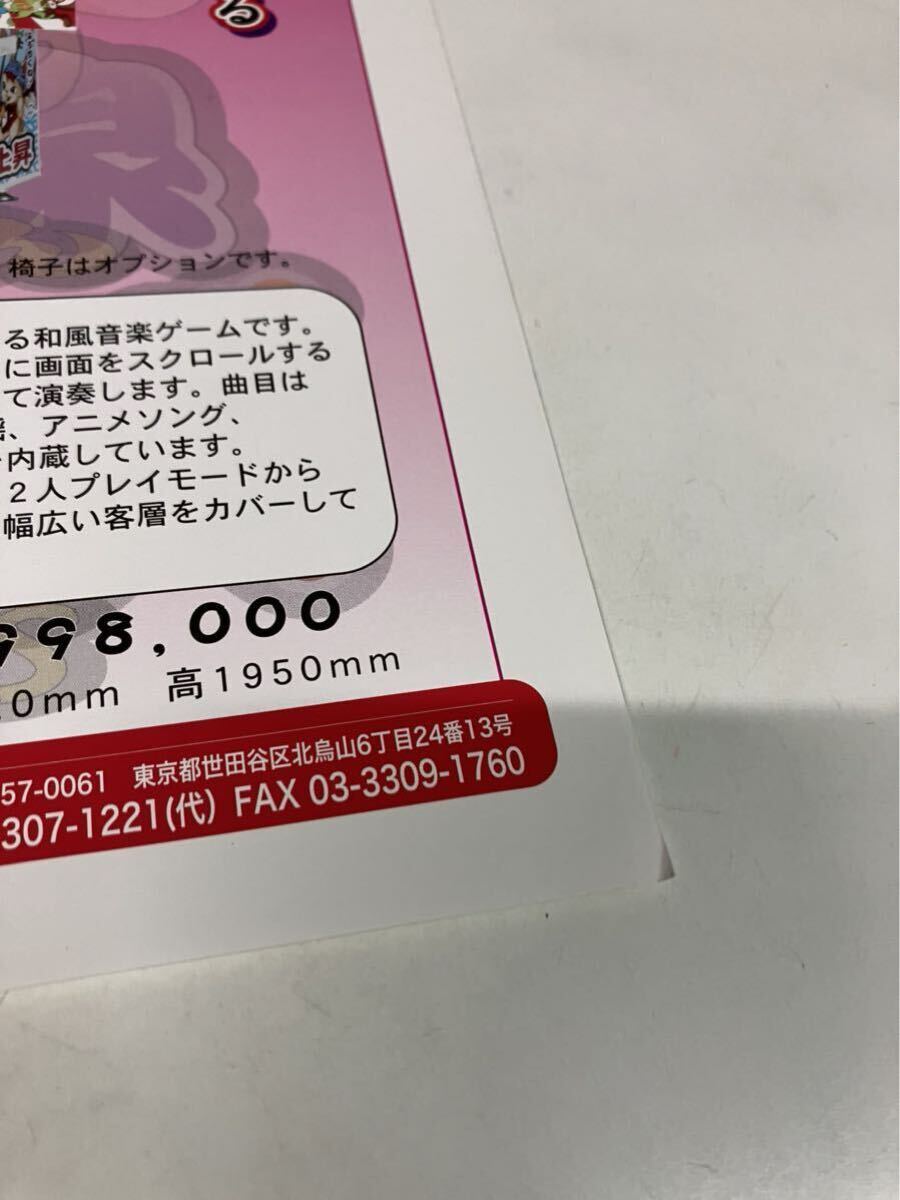 る
上昇
椅子はオプションです。
る和風音楽ゲームです。
に画面をスクロールする
て演奏します。曲目は
謡、アニメソング、
内蔵しています。
2人プレイモードから
幅広い客層をカバーして
998,000
0mm 高1950mm
57-0061 東京都世田谷区北烏山6丁目24番13号
307-1221(代) FAX 03-3309-1760